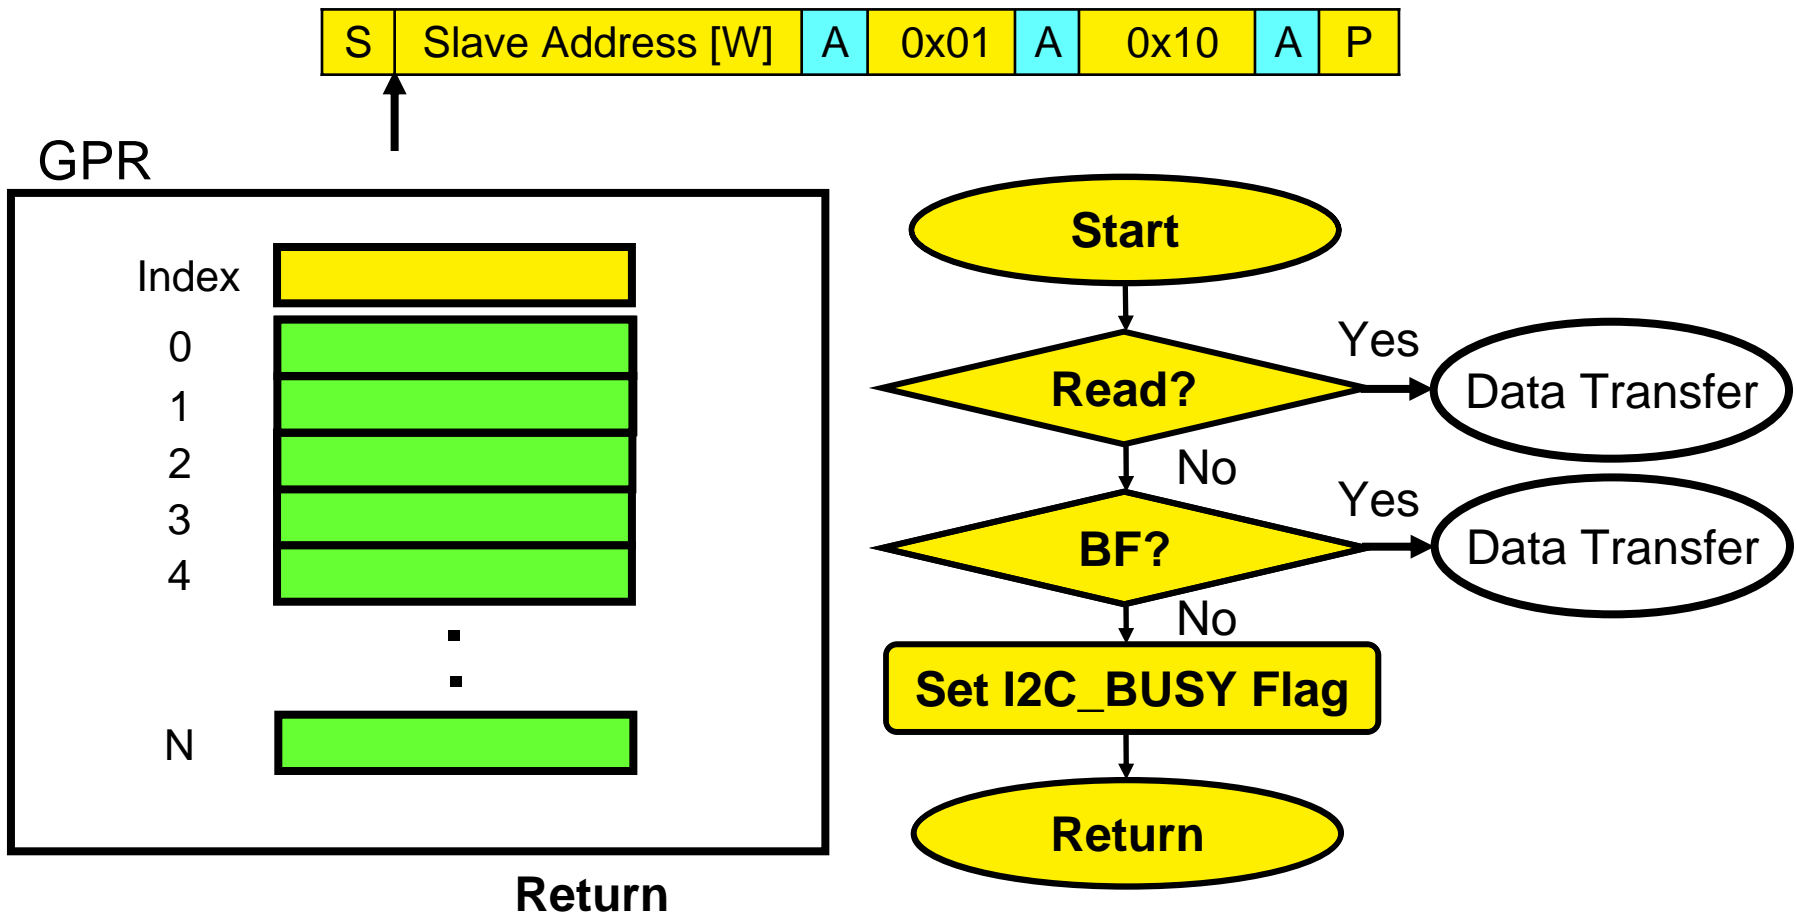 S Slave Address [W] A 0x01 A 0x10 A P
GPR
Index
0
1
2
3
4
N
Start
Read?
Yes
Data Transfer
No
BF?
Yes
Data Transfer
No
Set I2C_BUSY Flag
Return
Return